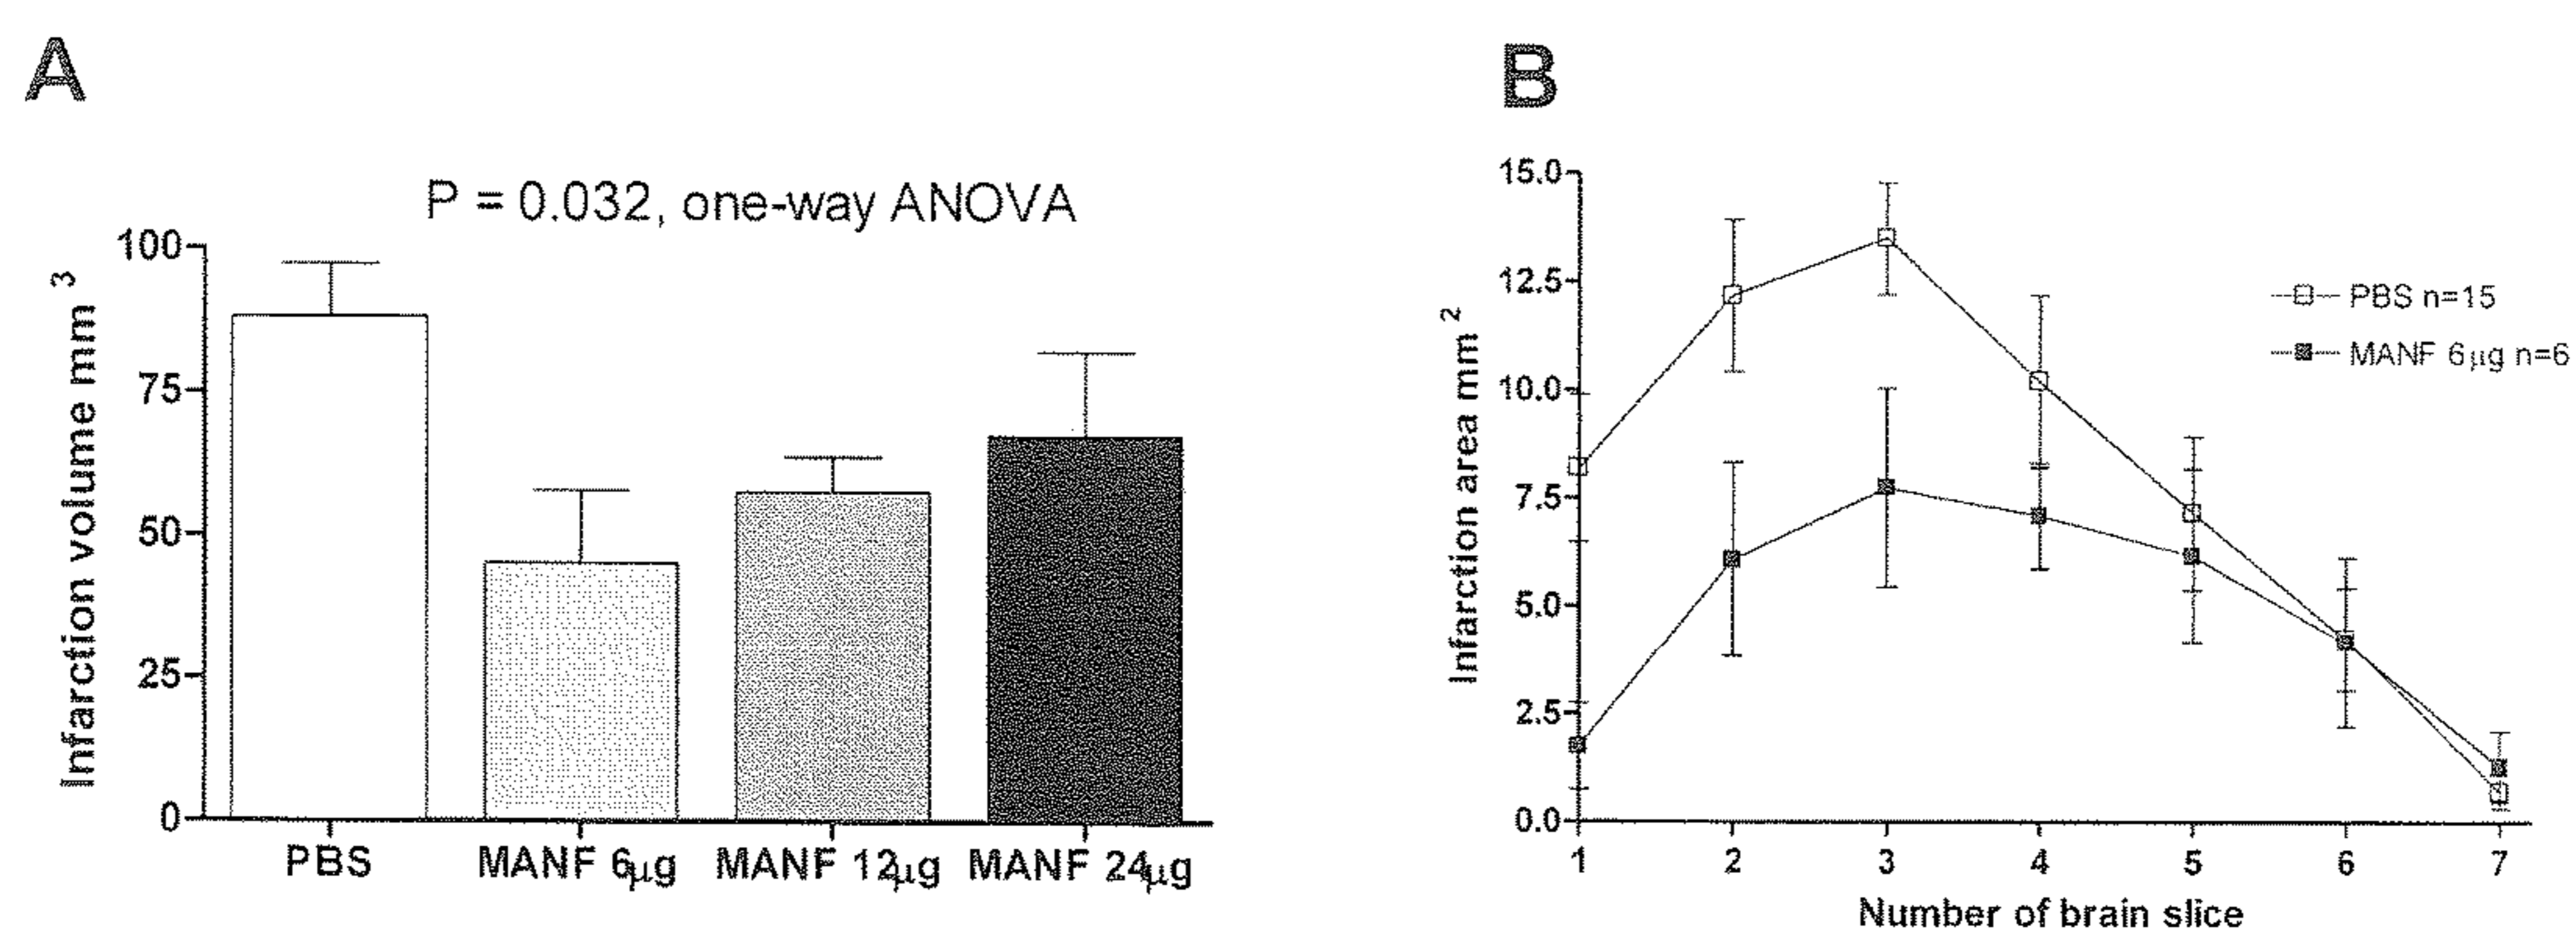 A
P = 0.032, one-way ANOVA
Infarction volume mm 3
100
75
50
25
0
PBS
MANF 6µg
MANF 12µg
MANF 24µg
B
Infarction area mm 2
15.0
12.5
10.0
7.5
5.0
2.5
0.0
1 2 3 4 5 6 7
Number of brain slice
PBS n=15
MANF 6µg n=6